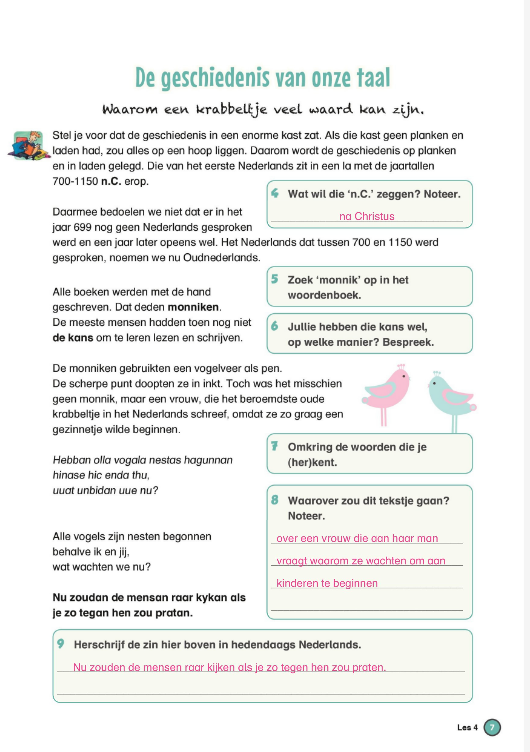 De geschiedenis van onze taal
Waarom een krabbeltje veel waard kan zijn.
Stel je voor dat de geschiedenis in een enorme kast zat. Als die kast geen planken en
laden had, zou alles op een hoop liggen. Daarom wordt de geschiedenis op planken
en in laden gelegd. Die van het eerste Nederlands zit in een la met de jaartallen
700-1150 n.C. erop.
4 Wat wil die ‘n.C.’ zeggen? Noteer.
na Christus
Daarmee bedoelen we niet dat er in het
jaar 699 nog geen Nederlands gesproken
werd en een jaar later opeens wel. Het Nederlands dat tussen 700 en 1150 werd
gesproken, noemen we nu Oudnederlands.
5 Zoek ‘monnik’ op in het
woordenboek.
Alle boeken werden met de hand
geschreven. Dat deden monniken.
De meeste mensen hadden toen nog niet
de kans om te leren lezen en schrijven.
6 Jullie hebben die kans wel,
op welke manier? Bespreek.
De monniken gebruikten een vogelveer als pen.
De scherpe punt doopten ze in inkt. Toch was het misschien
geen monnik, maar een vrouw, die het beroemdste oude
krabbeltje in het Nederlands schreef, omdat ze zo graag een
gezinnetje wilde beginnen.
7 Omkring de woorden die je
(her)kent.
Hebban olla vogala nestas hagunnan
hinase hic enda thu,
uuat unbidan uue nu?
8 Waarover zou dit tekstje gaan?
Noteer.
over een vrouw die aan haar man
vraagt waarom ze wachten om aan
kinderen te beginnen
Alle vogels zijn nesten begonnen
behalve ik en jij,
wat wachten we nu?
Nu zoudan de mensan raar kykan als
je zo tegan hen zou pratan.
9 Herschrijf de zin hier boven in hedendaags Nederlands.
Nu zouden de mensen raar kijken als je zo tegen hen zou praten.
Les 4 7